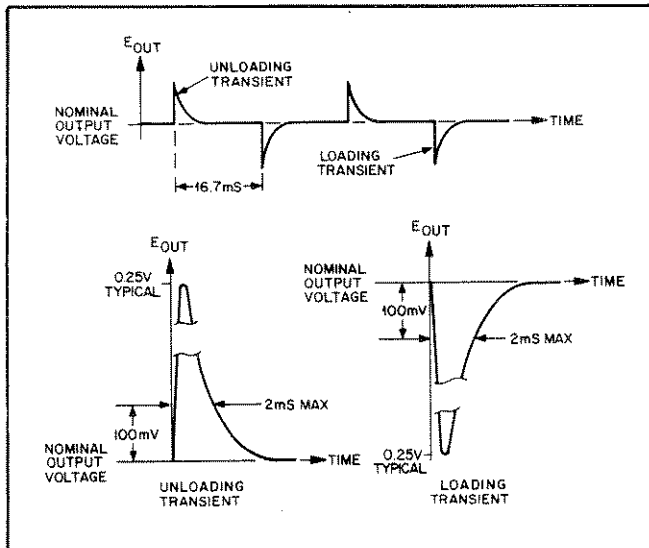 EOUT
UNLOADING
TRANSIENT
NOMINAL
OUTPUT
VOLTAGE
TIME
LOADING
TRANSIENT
16.7mS
EOUT
0.25V
TYPICAL
100mV
2mS MAX
NOMINAL
OUTPUT
VOLTAGE
TIME
UNLOADING
TRANSIENT
EOUT
NOMINAL
OUTPUT
VOLTAGE
TIME
100mV
2mS MAX
0.25V
TYPICAL
LOADING
TRANSIENT